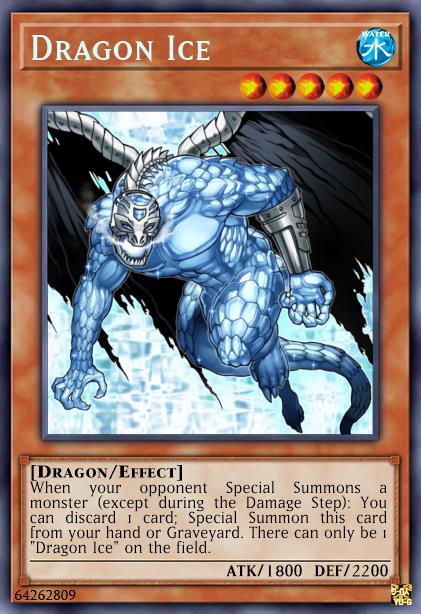 Dragon Ice
WATER
水
[Dragon/Effect]
When your opponent Special Summons a
monster (except during the Damage Step): You
can discard 1 card; Special Summon this card
from your hand or Graveyard. There can only be 1
"Dragon Ice" on the field.
ATK/1800 DEF/2200
64262809